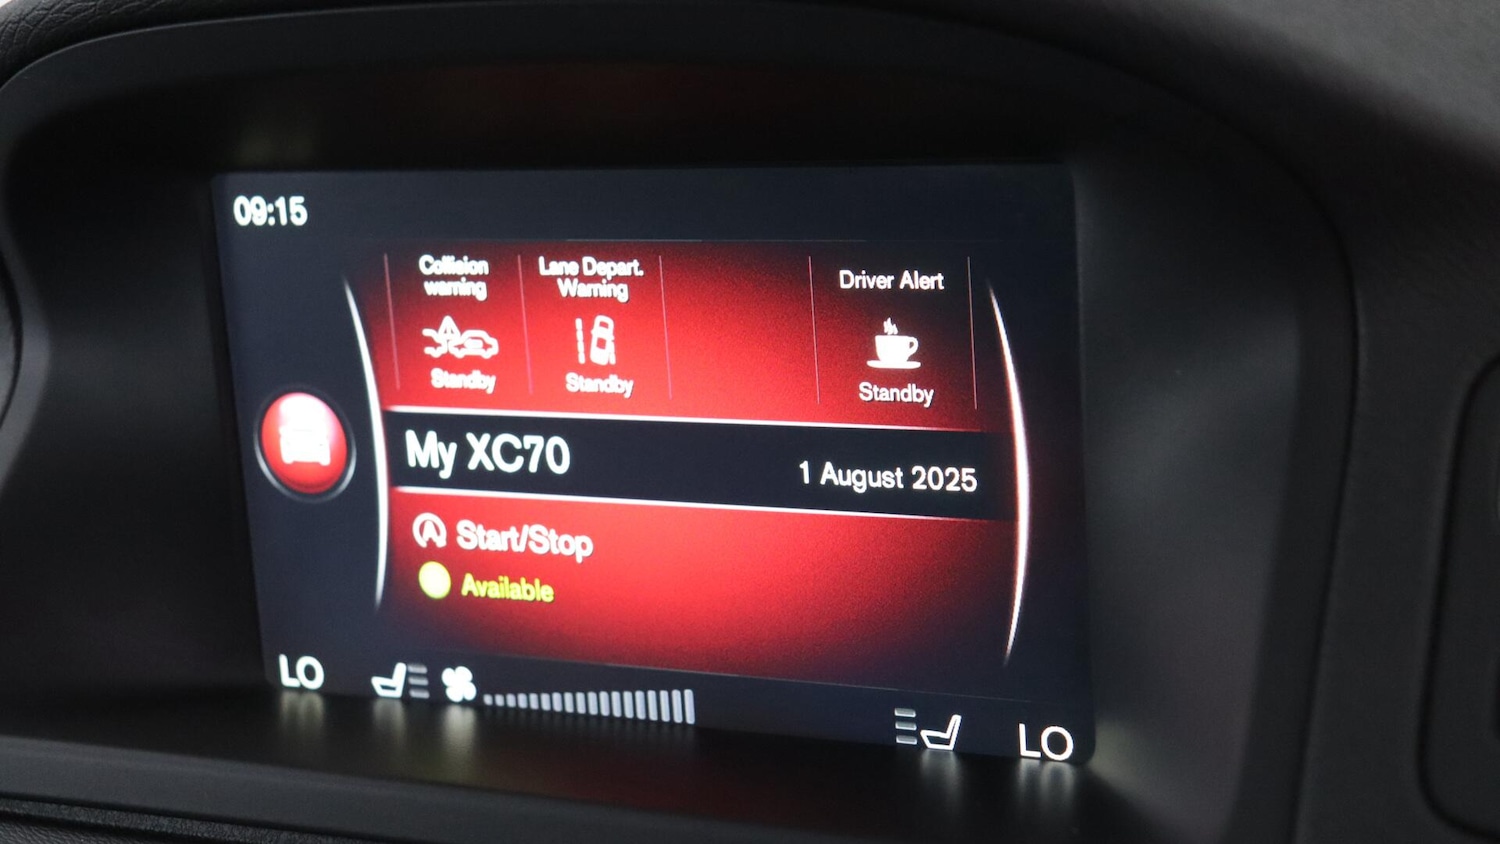 09:15
Collision
warning
Standby
Lane Depart.
Warning
Standby
Driver Alert
Standby
My XC70
1 August 2025
Start/Stop
Available
LO
LO